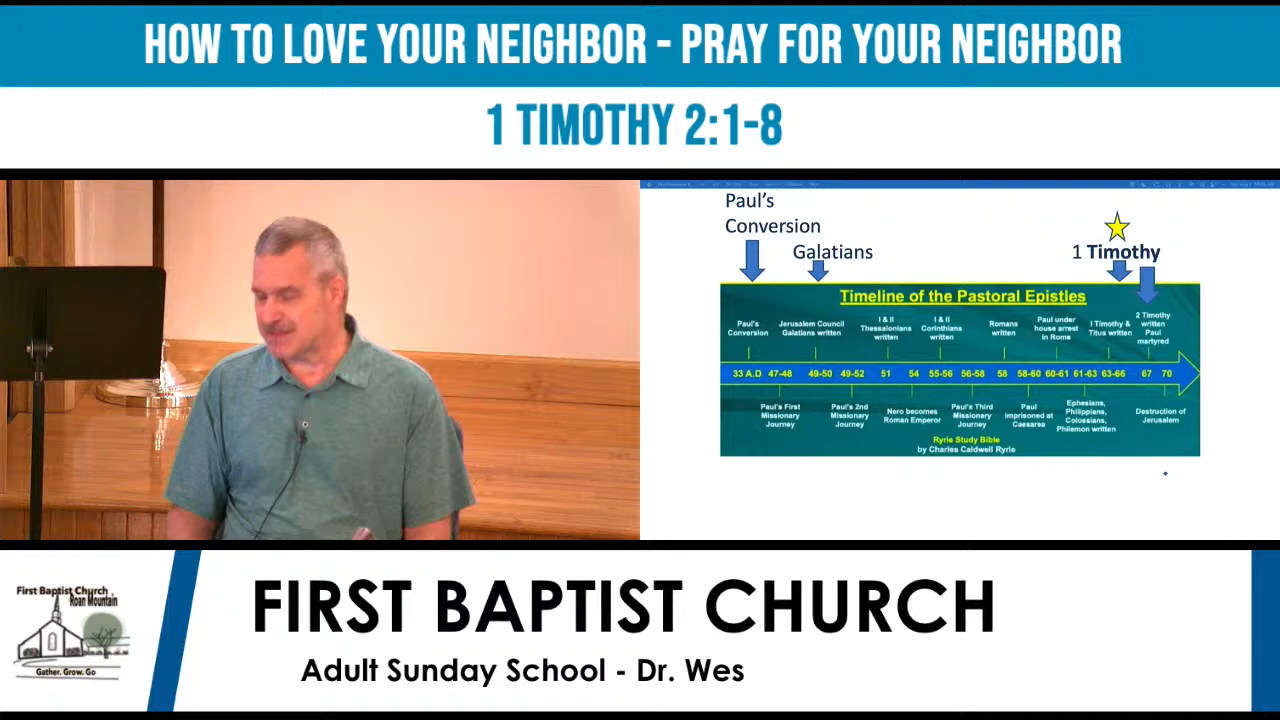 HOW TO LOVE YOUR NEIGHBOR - PRAY FOR YOUR NEIGHBOR
1 TIMOTHY 2:1-8
Paul's
Conversion
Galatians
1 Timothy
Timeline of the Pastoral Epistles
Paul's
Conversion
Jerusalem Council
Galatians written
I & II
Thessalonians
written
I & II
Corinthians
written
Romans
written
Paul under
house arrest
in Rome
I Timothy &
Titus written
2 Timothy
written
Paul
martyred
33 A.D 47-48 49-50 49-52 51 54 55-56 56-58 58 58-60 60-61 61-63 63-66 67 70
Paul's First
Missionary
Journey
Paul's 2nd
Missionary
Journey
Nero becomes
Roman Emperor
Paul's Third
Missionary
Journey
Paul
imprisoned at
Caesarea
Ephesians,
Philippians,
Colossians,
Philemon written
Destruction of
Jerusalem
Ryrie Study Bible
by Charles Caldwell Ryrie
First Baptist Church
Roan Mountain
Gather. Grow. Go
FIRST BAPTIST CHURCH
Adult Sunday School - Dr. Wes